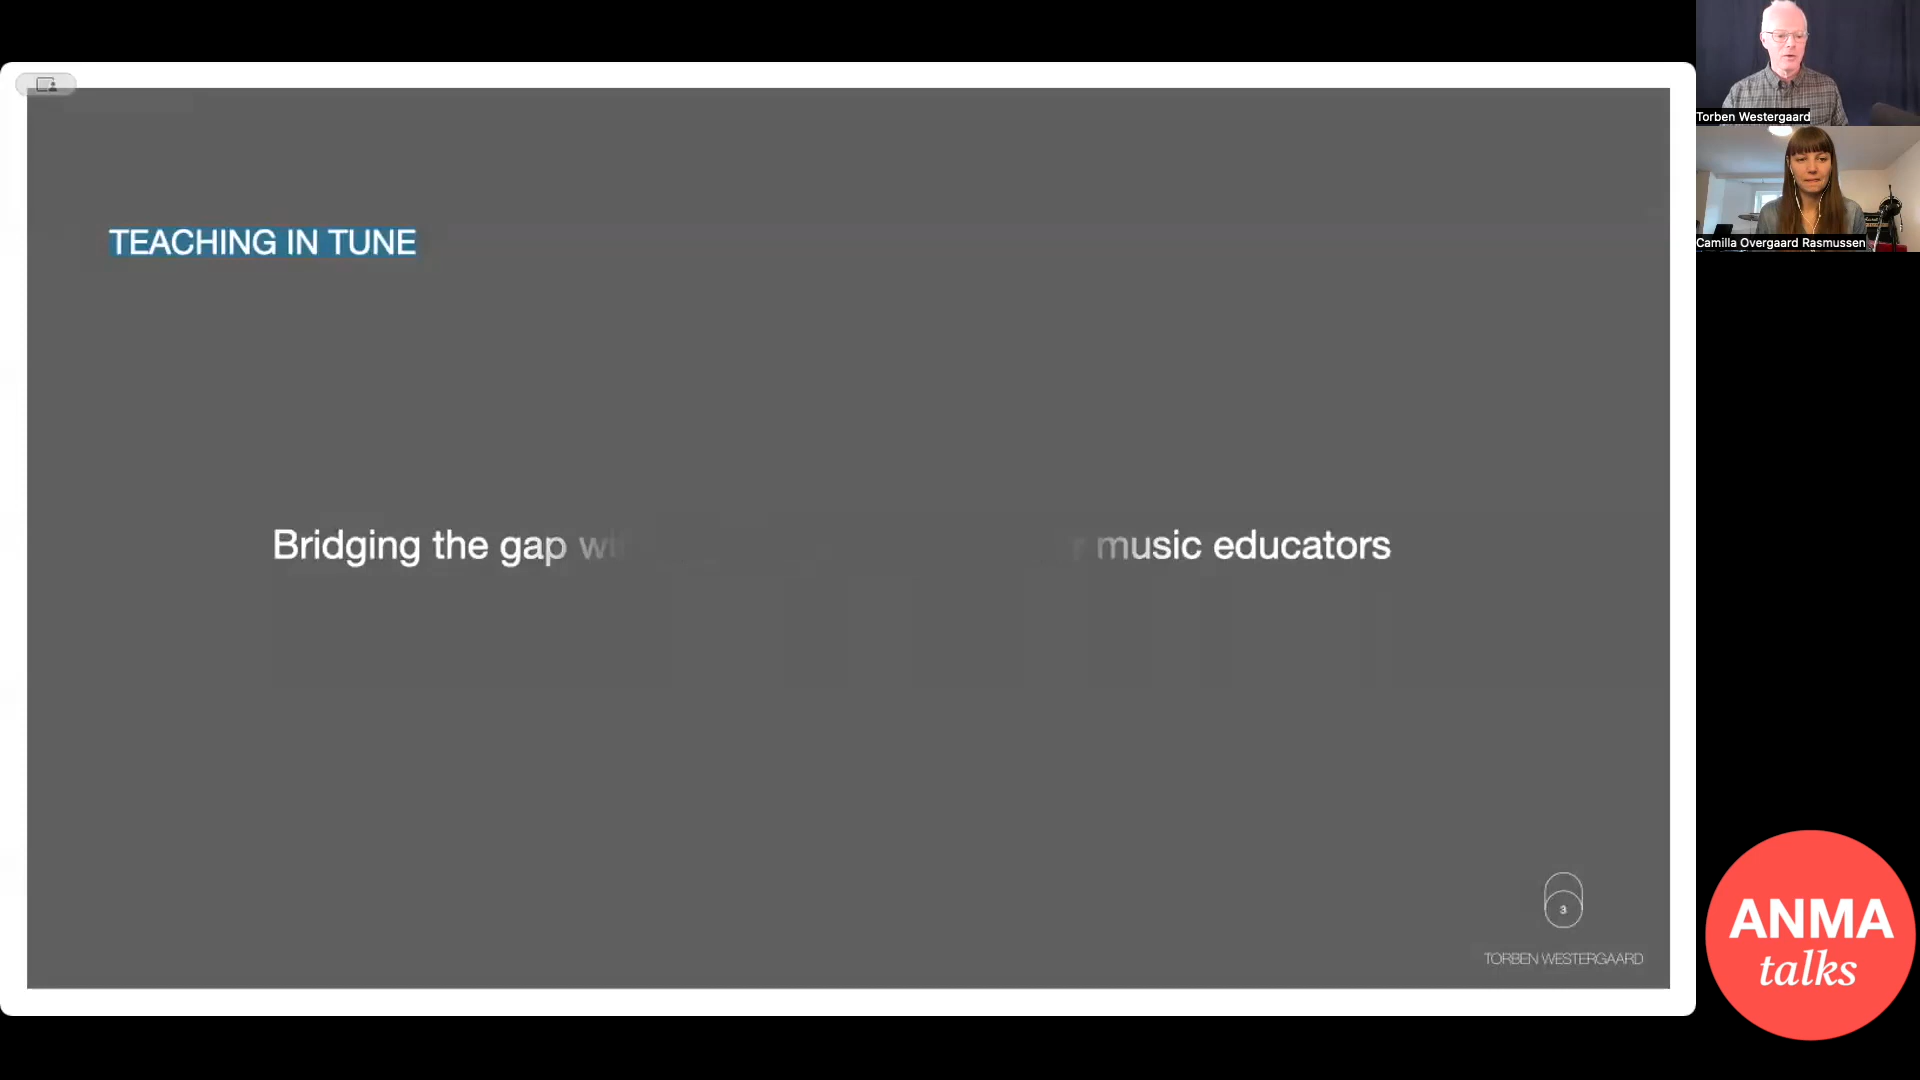 TEACHING IN TUNE
Bridging the gap music educators
3
TORBEN WESTERGAARD
Torben Westergaard
Camilla Overgaard Rasmussen
ANMA
talks